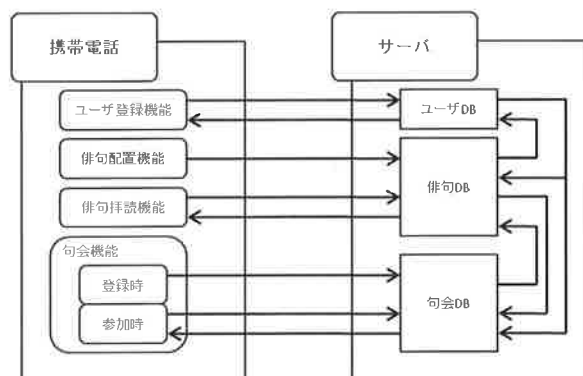 携帯電話
サーバ
ユーザ登録機能
ユーザDB
俳句配置機能
俳句DB
俳句拝読機能
句会機能
登録時
句会DB
参加時